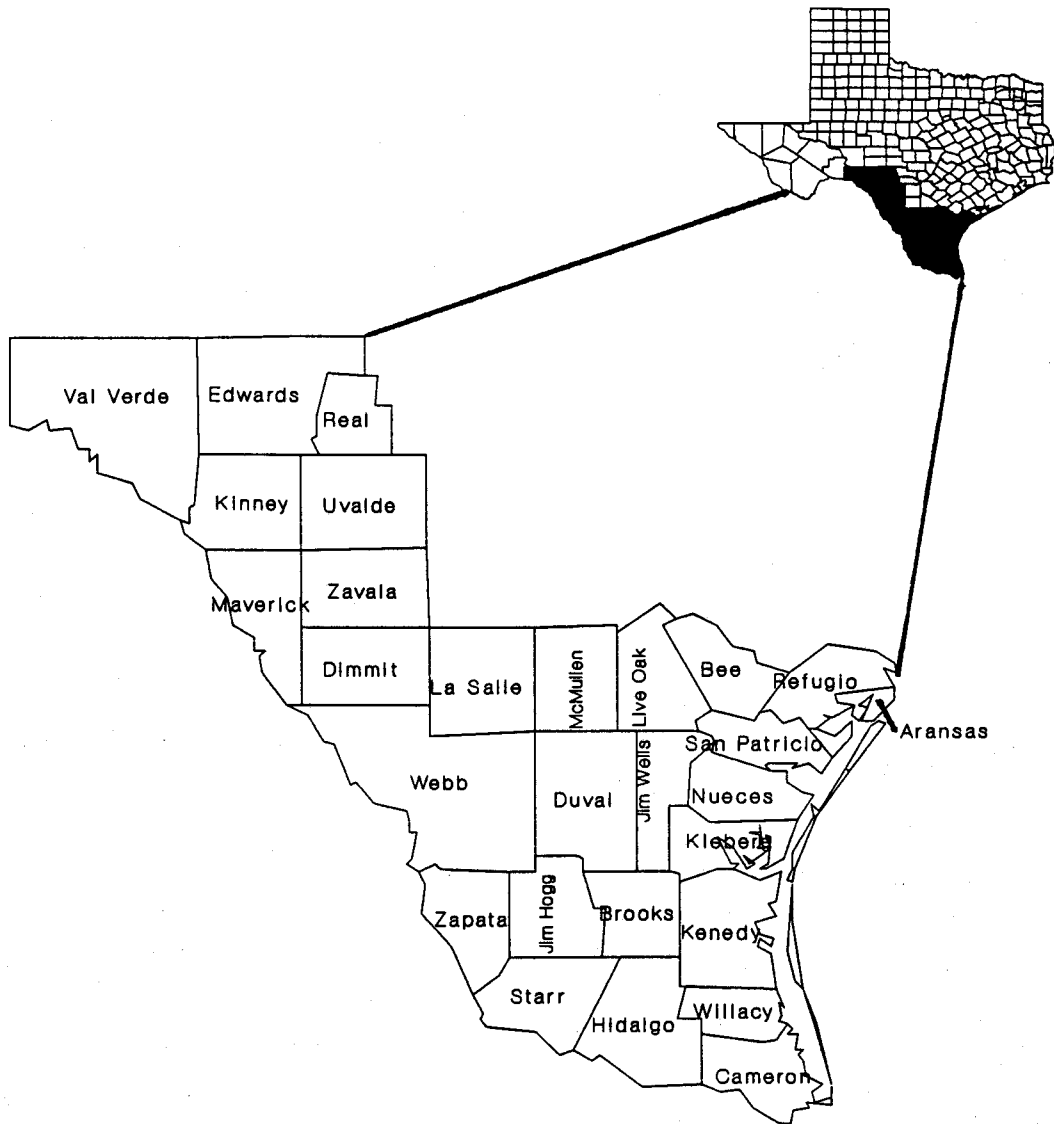 Val Verde
Edwards
Real
Kinney
Uvalde
Maverick
Zavala
Dimmit
La Salle
McMullen
Live Oak
Bee
Refugio
Aransas
San Patricio
Webb
Duval
Jim Wells
Nueces
Kleberg
Zapata
Jim Hogg
Brooks
Kenedy
Starr
Hidalgo
Willacy
Cameron